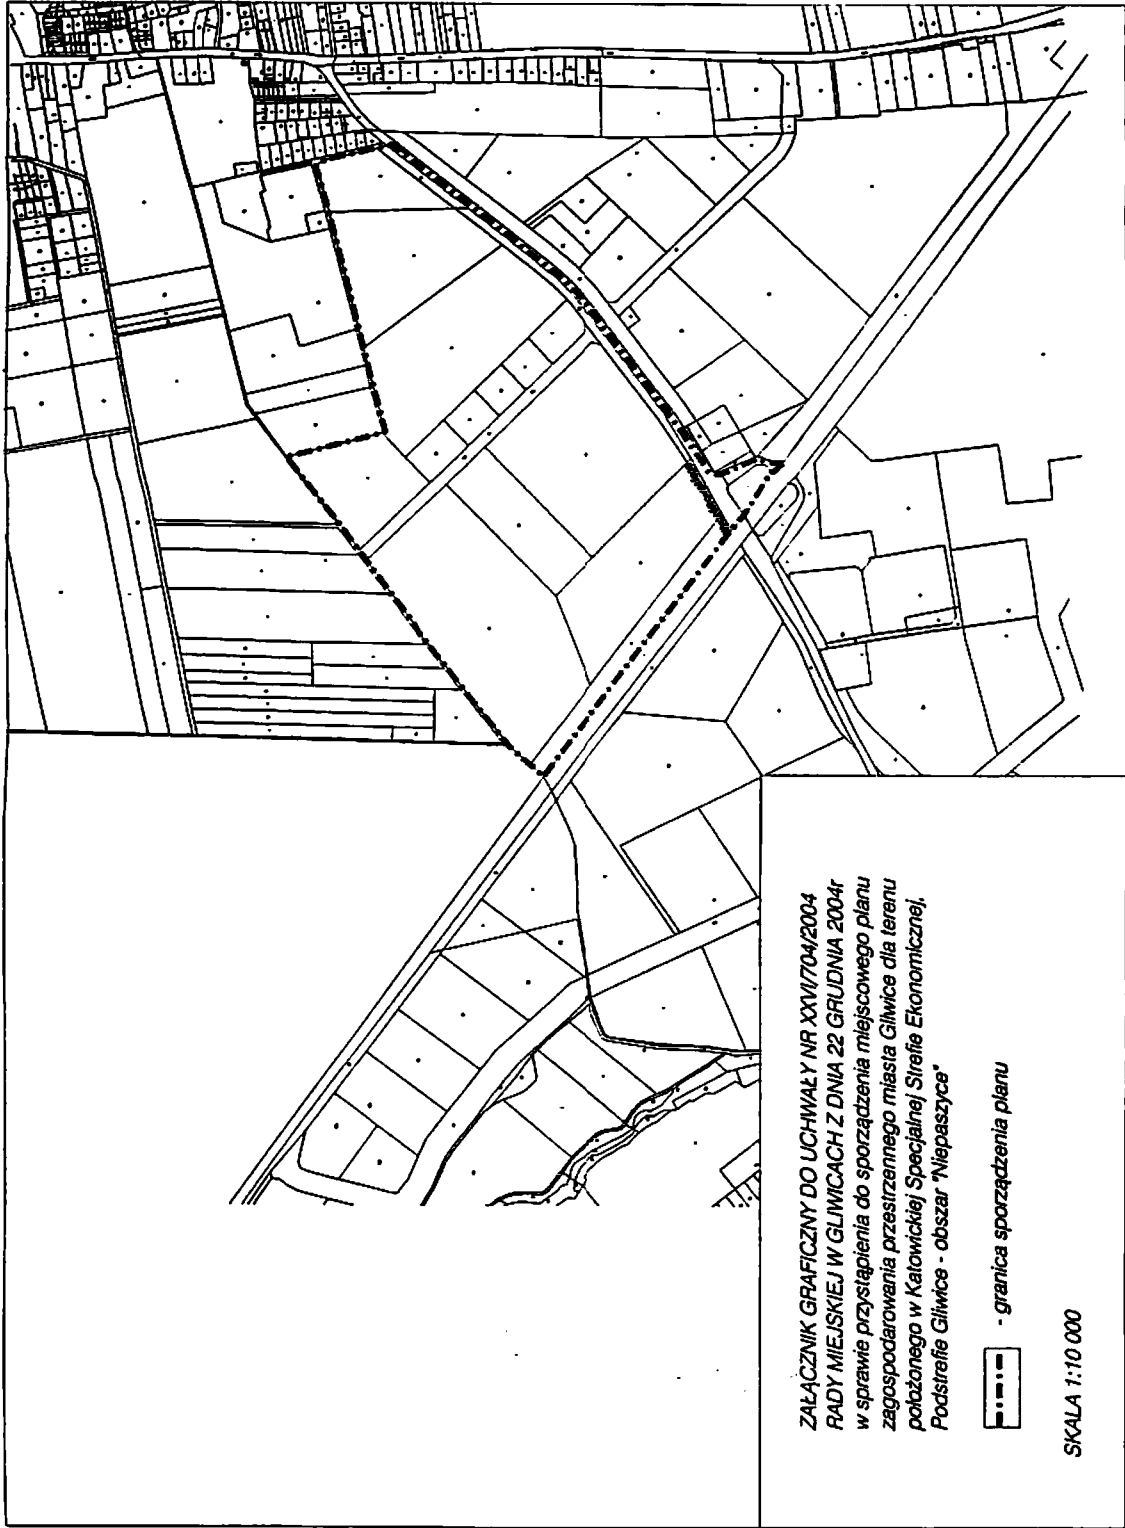 ZAŁĄCZNIK GRAFICZNY DO UCHWAŁY NR XXVI/704/2004
RADY MIEJSKIEJ W GLIWICACH Z DNIA 22 GRUDNIA 2004r
w sprawie przystąpienia do sporządzenia miejscowego planu
zagospodarowania przestrzennego miasta Gliwice dla terenu
położonego w Katowickiej Specjalnej Strefie Ekonomicznej,
Podstrefie Gliwice - obszar "Niepaszyce"
- granica sporządzenia planu
SKALA 1:10 000